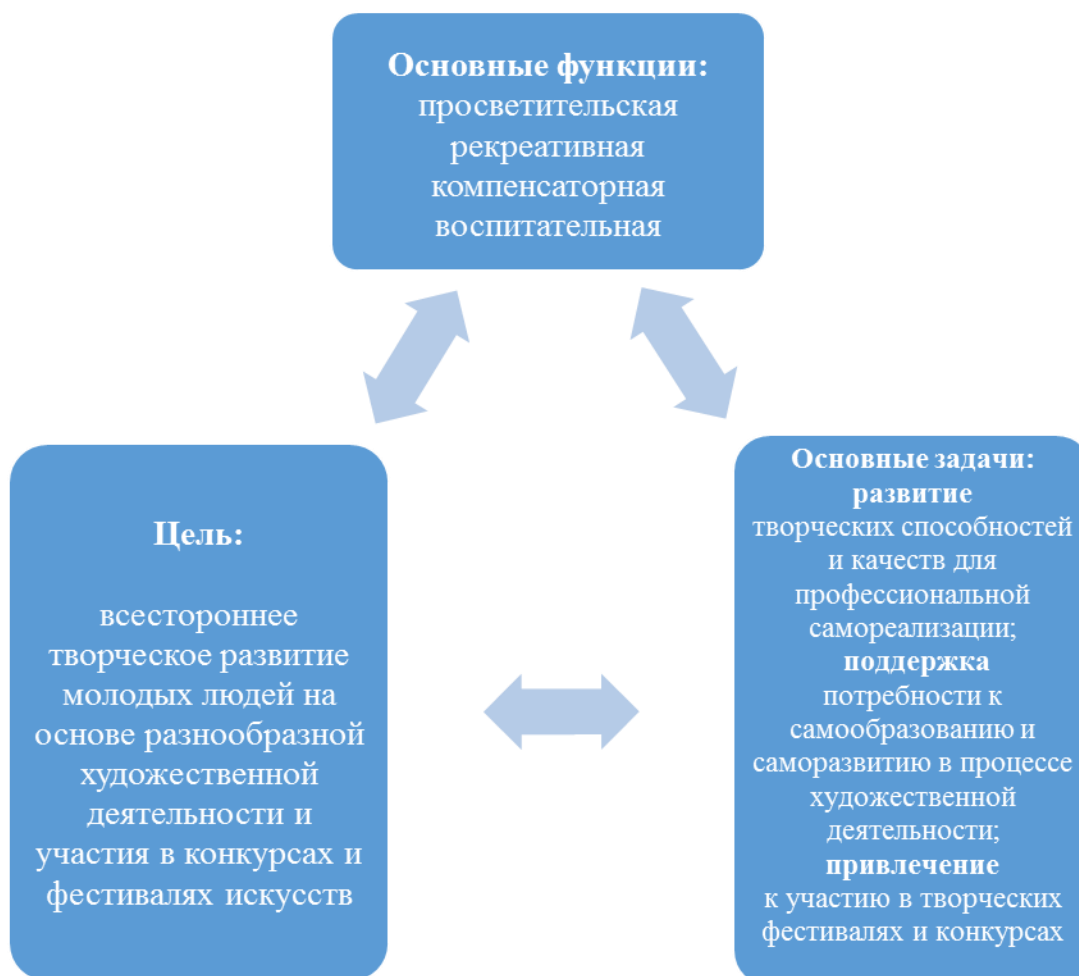 Основные функции:
просветительская
рекреативная
компенсаторная
воспитательная
Цель:
всестороннее
творческое развитие
молодых людей на
основе разнообразной
художественной
деятельности и
участия в конкурсах и
фестивалях искусств
Основные задачи:
развитие
творческих способностей
и качеств для
профессиональной
самореализации;
поддержка
потребности к
самообразованию и
саморазвитию в процессе
художественной
деятельности;
привлечение
к участию в творческих
фестивалях и конкурсах